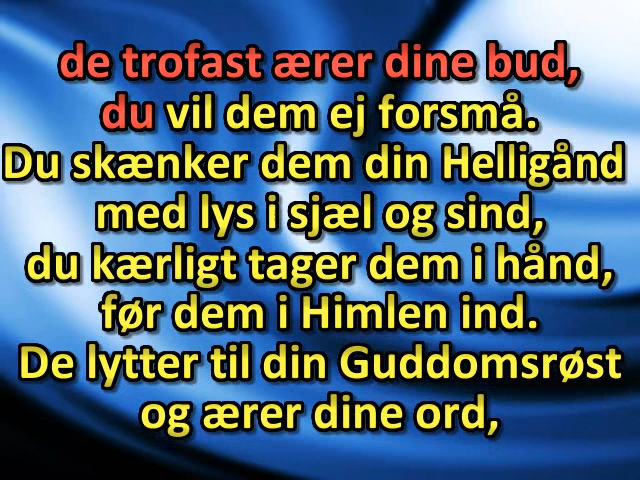 de trofast ærer dine bud,
du vil dem ej forsmå.
Du skænker dem din Helligånd
med lys i sjæl og sind,
du kærligt tager dem i hånd,
før dem i Himlen ind.
De lytter til din Guddomsrøst
og ærer dine ord,